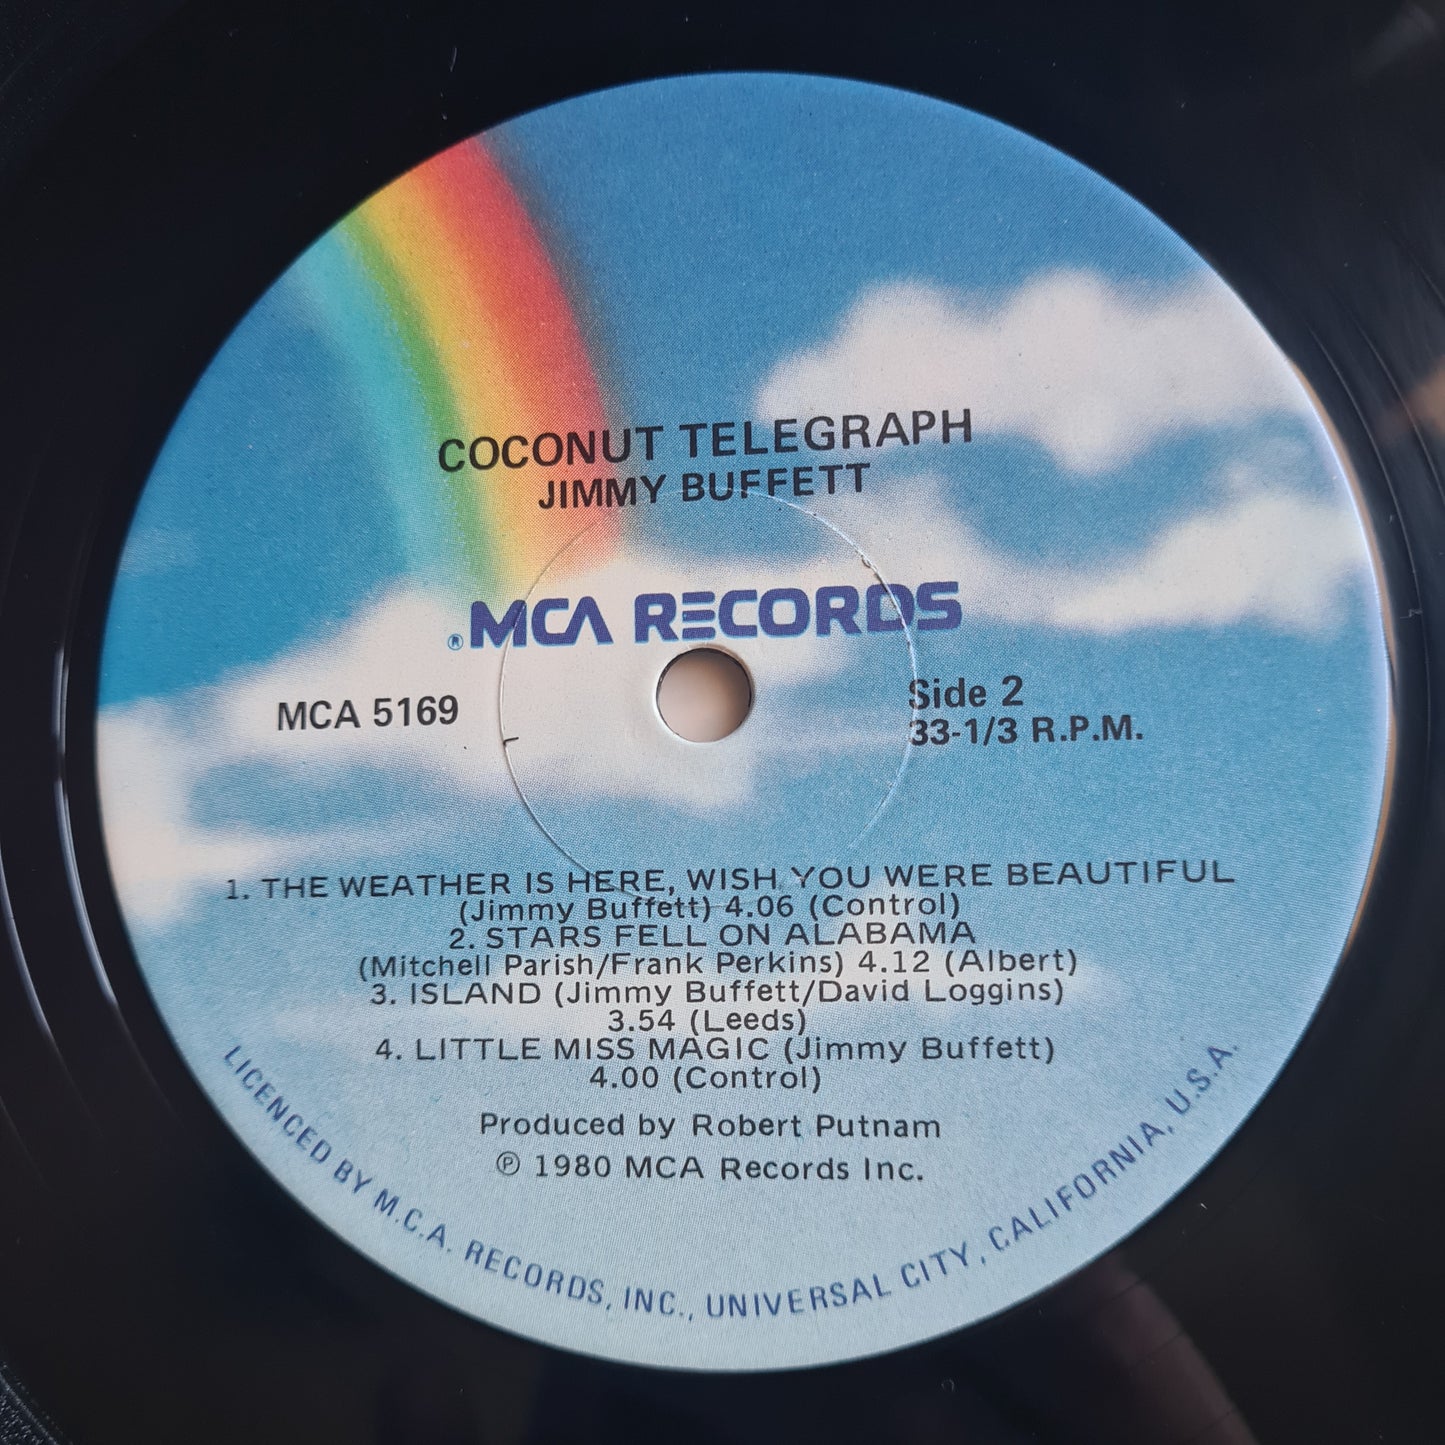 COCONUT TELEGRAPH
JIMMY BUFFETT
® MCA RECORDS
MCA 5169
Side 2
33-1/3 R.P.M.
1. THE WEATHER IS HERE, WISH YOU WERE BEAUTIFUL
(Jimmy Buffett) 4.06 (Control)
2. STARS FELL ON ALABAMA
(Mitchell Parish/Frank Perkins) 4.12 (Albert)
3. ISLAND (Jimmy Buffett/David Loggins)
3.54 (Leeds)
4. LITTLE MISS MAGIC (Jimmy Buffett)
4.00 (Control)
Produced by Robert Putnam
℗ 1980 MCA Records Inc.
LICENCED BY M.C.A. RECORDS, INC., UNIVERSAL CITY, CALIFORNIA, U.S.A.